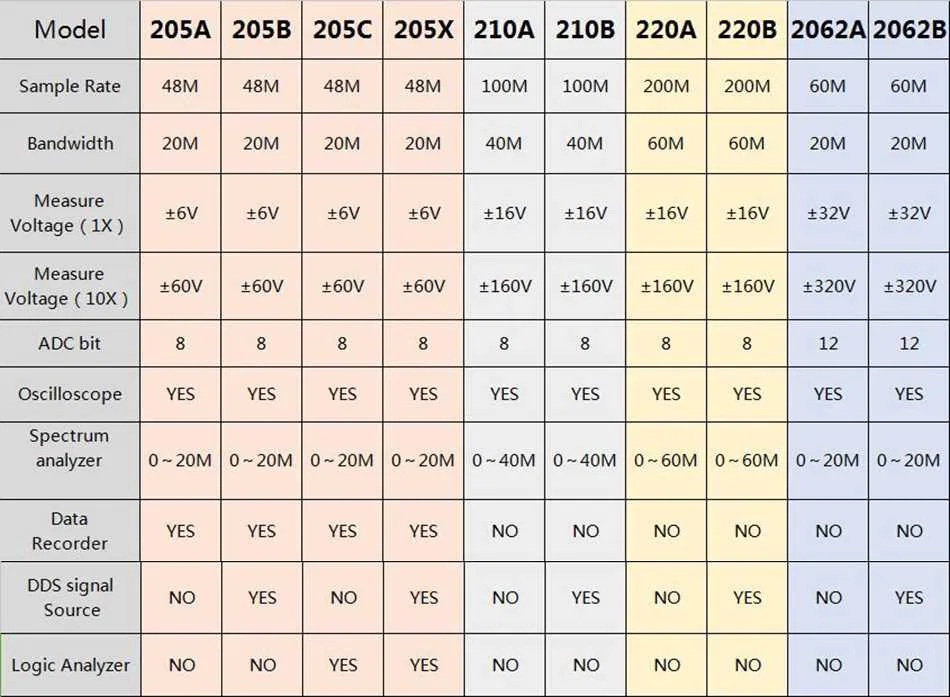 Model 205A 205B 205C 205X 210A 210B 220A 220B 2062A 2062B
Sample Rate 48M 48M 48M 48M 100M 100M 200M 200M 60M 60M
Bandwidth 20M 20M 20M 20M 40M 40M 60M 60M 20M 20M
Measure
Voltage ( 1X ) ±6V ±6V ±6V ±6V ±16V ±16V ±16V ±16V ±32V ±32V
Measure
Voltage ( 10X ) ±60V ±60V ±60V ±60V ±160V ±160V ±160V ±160V ±320V ±320V
ADC bit 8 8 8 8 8 8 8 8 12 12
Oscilloscope YES YES YES YES YES YES YES YES YES YES
Spectrum
analyzer 0~20M 0~20M 0~20M 0~20M 0~40M 0~40M 0~60M 0~60M 0~20M 0~20M
Data
Recorder YES YES YES YES NO NO NO NO NO NO
DDS signal
Source NO YES NO YES NO YES NO YES NO YES
Logic Analyzer NO NO YES YES NO NO NO NO NO NO